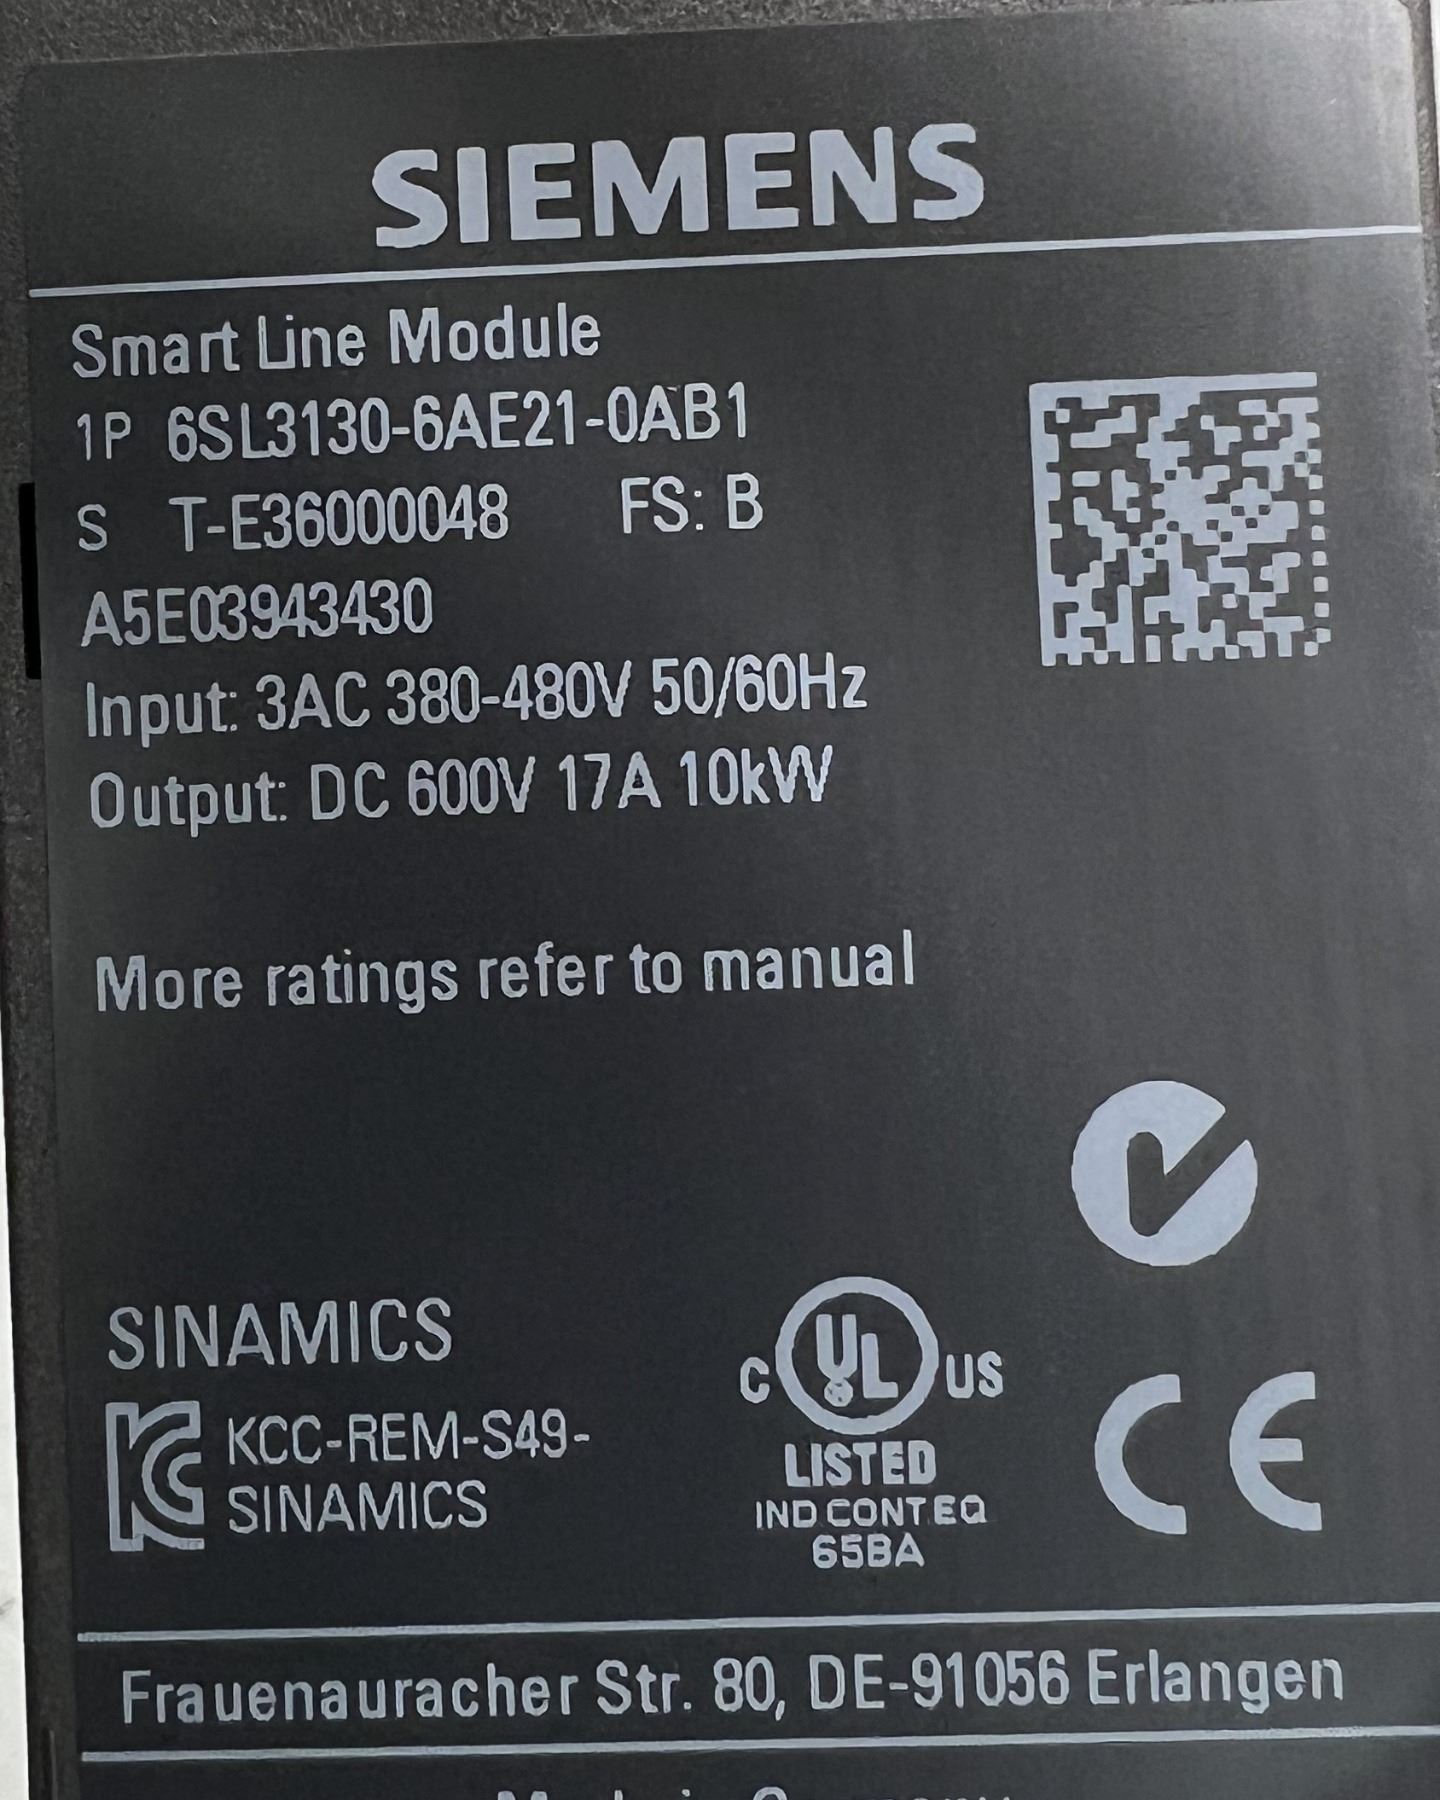 SIEMENS
Smart Line Module
1P 6SL3130-6AE21-0AB1
S T-E36000048 FS: B
A5E03943430
Input: 3AC 380-480V 50/60Hz
Output: DC 600V 17A 10kW
More ratings refer to manual
SINAMICS
KCC-REM-S49-
SINAMICS
C UL US
LISTED
IND.CONT.EQ
65BA
CE
Frauenauracher Str. 80, DE-91056 Erlangen